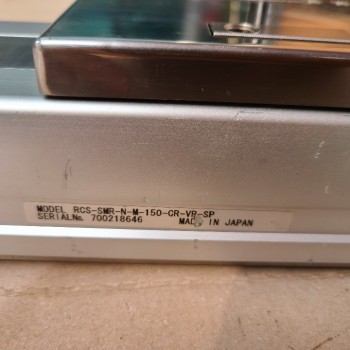 MODEL RCS-SMR-N-M-150-CR-VR-SP
SERIAL№ 700218646 MADE IN JAPAN